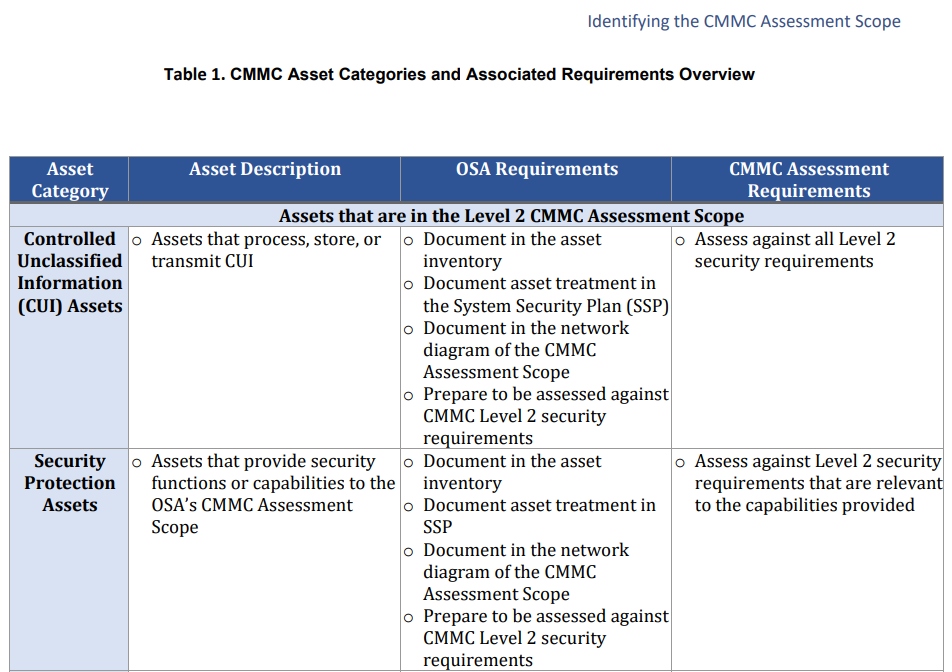 Identifying the CMMC Assessment Scope
Table 1. CMMC Asset Categories and Associated Requirements Overview
Asset
Category
Asset Description
OSA Requirements
CMMC Assessment
Requirements
Assets that are in the Level 2 CMMC Assessment Scope
Controlled
Unclassified
Information
(CUI) Assets
o Assets that process, store, or
transmit CUI
o Document in the asset
inventory
o Document asset treatment in
the System Security Plan (SSP)
o Document in the network
diagram of the CMMC
Assessment Scope
o Prepare to be assessed against
CMMC Level 2 security
requirements
o Assess against all Level 2
security requirements
Security
Protection
Assets
o Assets that provide security
functions or capabilities to the
OSA’s CMMC Assessment
Scope
o Document in the asset
inventory
o Document asset treatment in
SSP
o Document in the network
diagram of the CMMC
Assessment Scope
o Prepare to be assessed against
CMMC Level 2 security
requirements
o Assess against Level 2 security
requirements that are relevant
to the capabilities provided